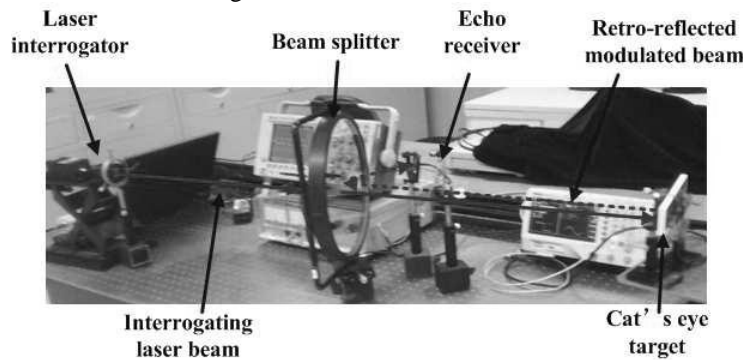 Laser
interrogator
Beam splitter
Echo
receiver
Retro-reflected
modulated beam
Interrogating
laser beam
Cat’s eye
target